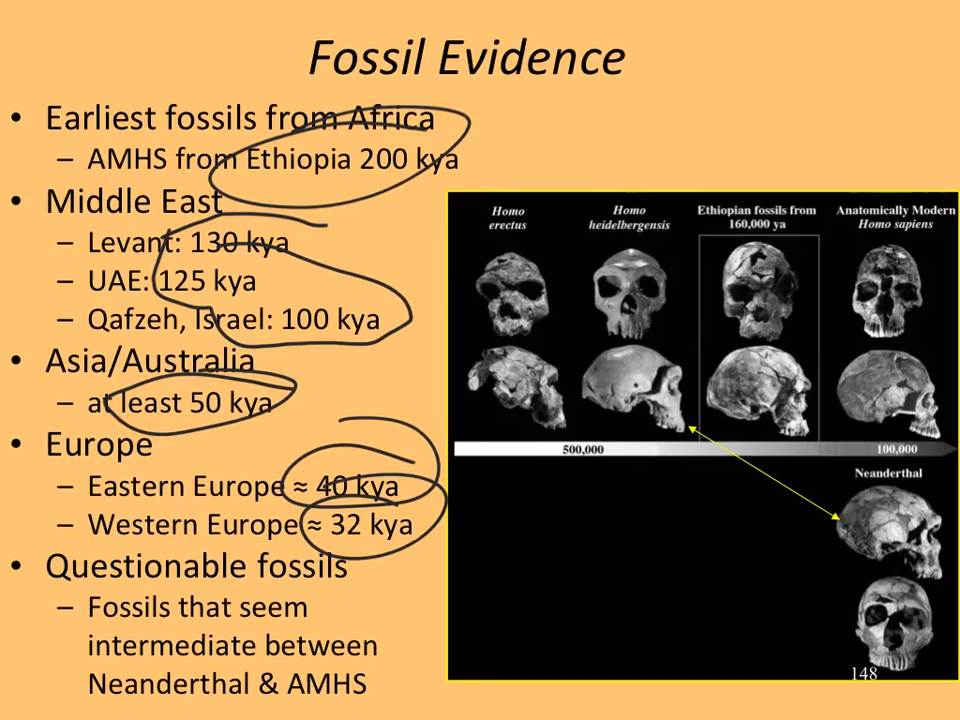 Fossil Evidence
• Earliest fossils from Africa
– AMHS from Ethiopia 200 kya
• Middle East
– Levant: 130 kya
– UAE: 125 kya
– Qafzeh, Israel: 100 kya
• Asia/Australia
– at least 50 kya
• Europe
– Eastern Europe ≈ 40 kya
– Western Europe ≈ 32 kya
• Questionable fossils
– Fossils that seem
intermediate between
Neanderthal & AMHS
Homo
erectus
Homo
heidelbergensis
Ethiopian fossils from
160,000 ya
Anatomically Modern
Homo sapiens
500,000
100,000
Neanderthal
148